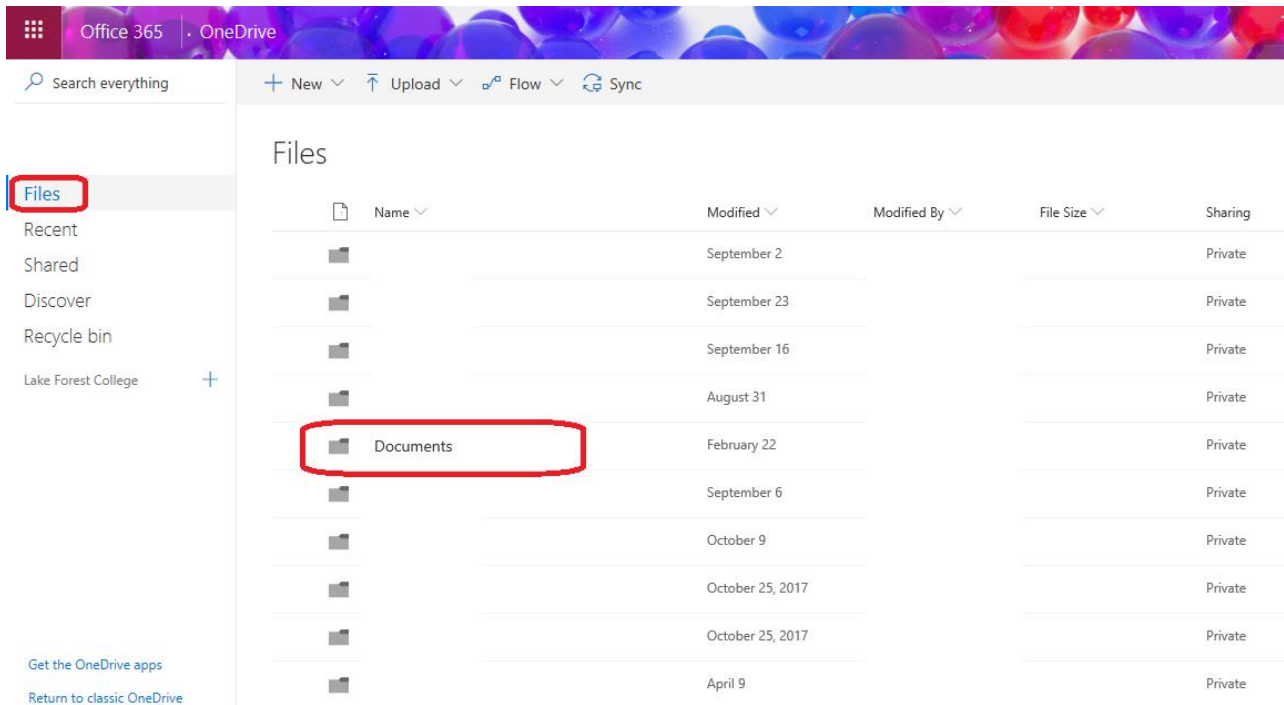 Office 365 · OneDrive
Search everything
New Upload Flow Sync
Files
Files
Recent
Shared
Discover
Recycle bin
Lake Forest College
Name Modified Modified By File Size Sharing
September 2 Private
September 23 Private
September 16 Private
August 31 Private
Documents February 22 Private
September 6 Private
October 9 Private
October 25, 2017 Private
October 25, 2017 Private
April 9 Private
Get the OneDrive apps
Return to classic OneDrive